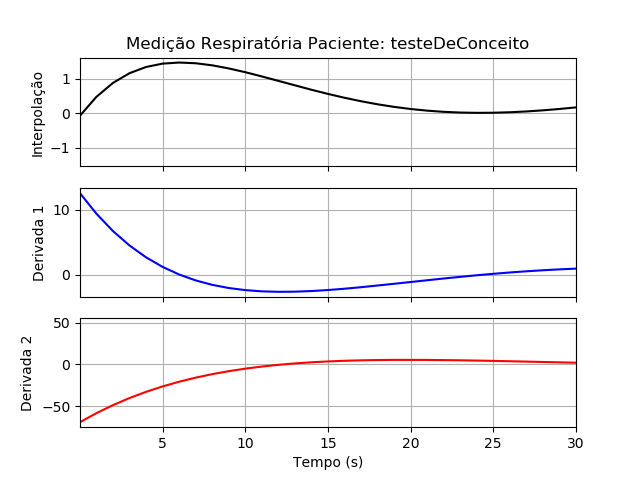 Medição Respiratória Paciente: testeDeConceito
Interpolação
1
0
−1
Derivada 1
10
0
Derivada 2
50
0
−50
5 10 15 20 25 30
Tempo (s)